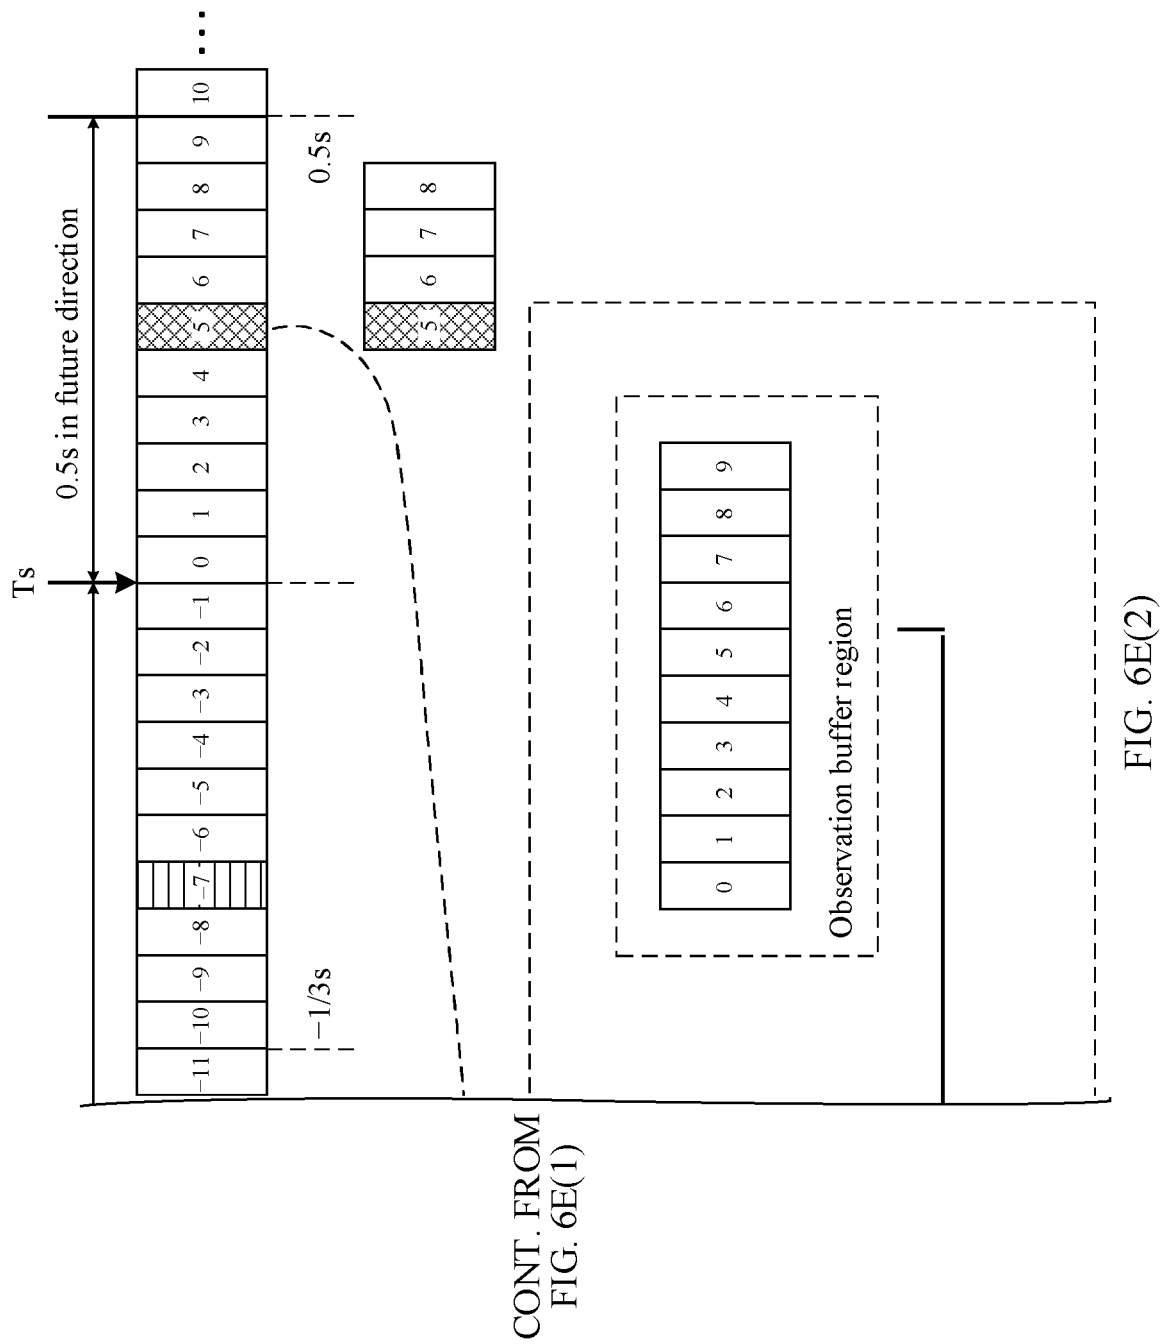 Ts
0.5s in future direction
–11 –10 –9 –8 –7 –6 –5 –4 –3 –2 –1 0 1 2 3 4 5 6 7 8 9 10 ...
–1/3s
0.5s
5 6 7 8
0 1 2 3 4 5 6 7 8 9
Observation buffer region
CONT. FROM
FIG. 6E(1)
FIG. 6E(2)